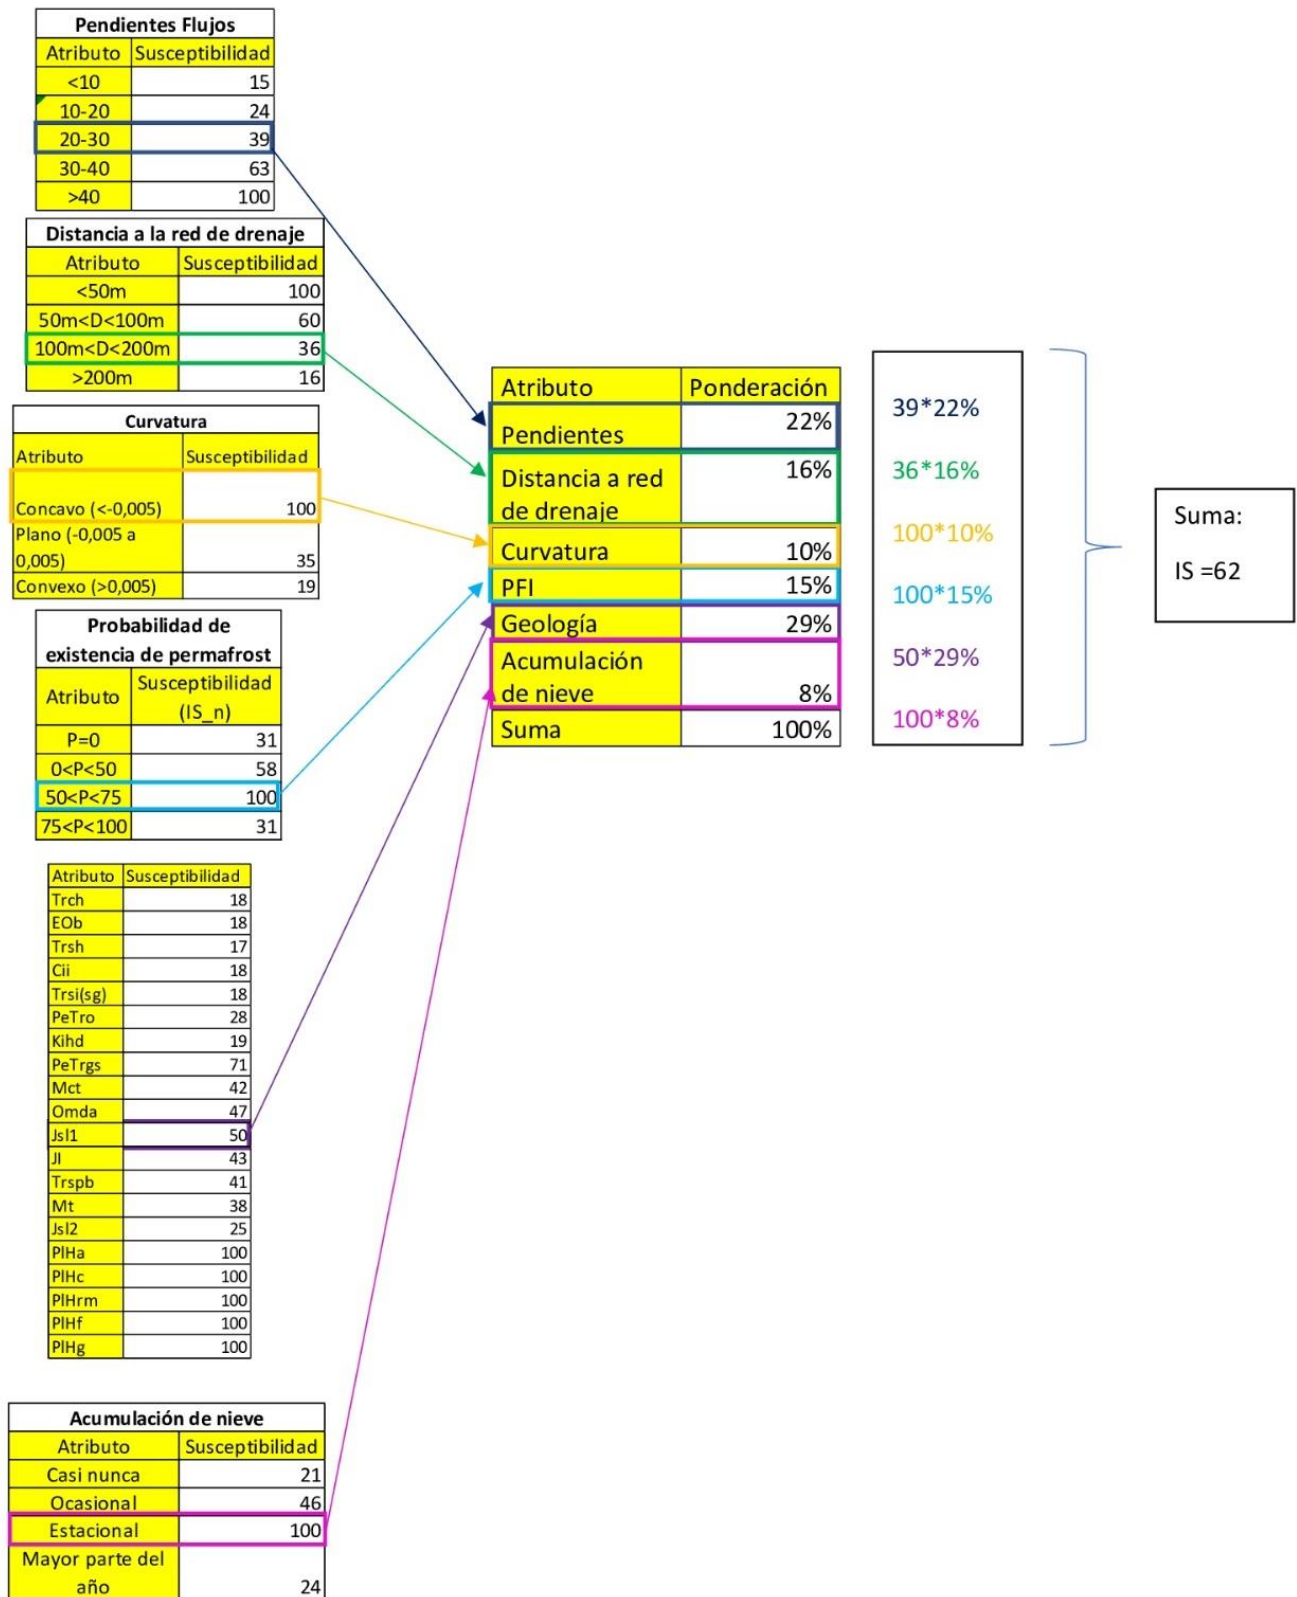 Pendientes Flujos
Atributo Susceptibilidad
<10 15
10-20 24
20-30 39
30-40 63
>40 100
Distancia a la red de drenaje
Atributo Susceptibilidad
<50m 100
50m<D<100m 60
100m<D<200m 36
>200m 16
Curvatura
Atributo Susceptibilidad
Concavo (<-0,005) 100
Plano (-0,005 a
0,005) 35
Convexo (>0,005) 19
Probabilidad de
existencia de permafrost
Atributo Susceptibilidad
(IS_n)
P=0 31
0<P<50 58
50<P<75 100
75<P<100 31
Atributo Susceptibilidad
Trch 18
EOb 18
Trsh 17
Cii 18
Trsi(sg) 18
PeTro 28
Kihd 19
PeTrgs 71
Mct 42
Omda 47
Jsl1 50
Jl 43
Trspb 41
Mt 38
Jsl2 25
PlHa 100
PlHc 100
PlHrm 100
PlHf 100
PlHg 100
Acumulación de nieve
Atributo Susceptibilidad
Casi nunca 21
Ocasional 46
Estacional 100
Mayor parte del
año 24
Atributo Ponderación
Pendientes 22%
Distancia a red 16%
de drenaje
Curvatura 10%
PFI 15%
Geología 29%
Acumulación
de nieve 8%
Suma 100%
39*22%
36*16%
100*10%
100*15%
50*29%
100*8%
Suma:
IS =62